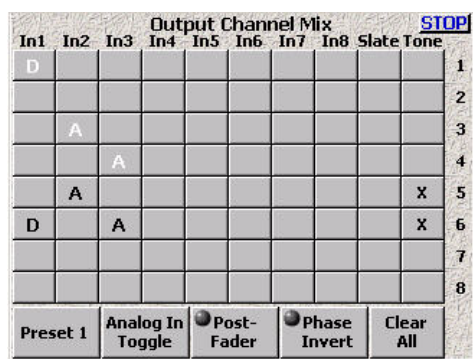 Output Channel Mix STOP
In1 In2 In3 In4 In5 In6 In7 In8 Slate Tone
D 1
2
A 3
A 4
A X 5
D A X 6
7
8
Preset 1 Analog In Toggle Post-Fader Phase Invert Clear All